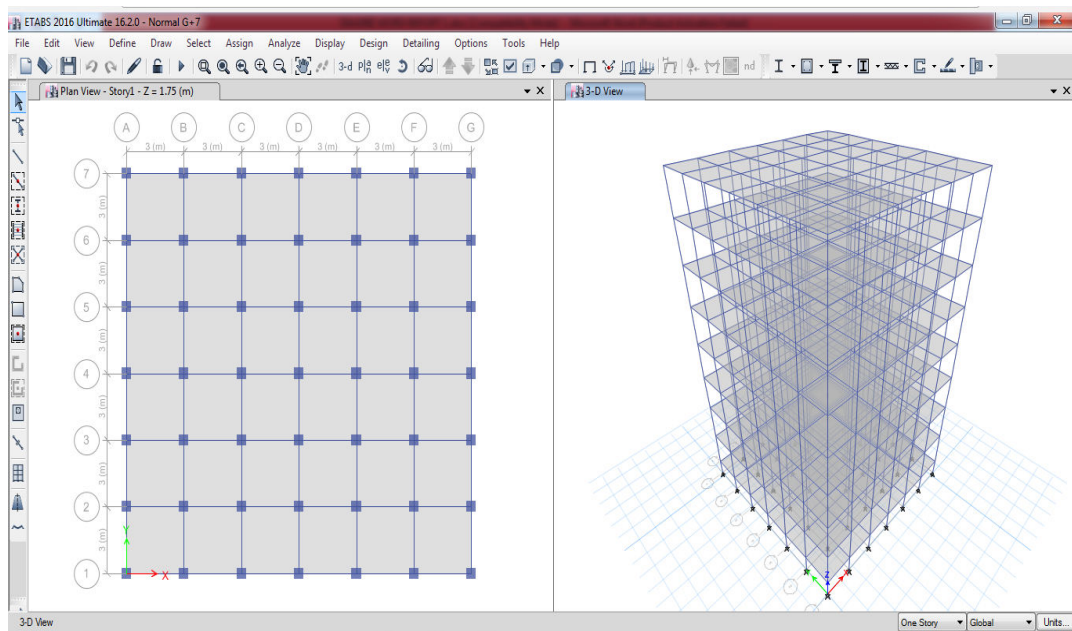 ETABS 2016 Ultimate 16.2.0 - Normal G+7
File Edit View Define Draw Select Assign Analyze Display Design Detailing Options Tools Help
3-d nd
Plan View - Story1 - Z = 1.75 (m) X
3-D View X
A B C D E F G
3 (m) 3 (m) 3 (m) 3 (m) 3 (m) 3 (m)
7
3 (m)
6
3 (m)
5
3 (m)
4
3 (m)
3
3 (m)
2
3 (m)
Y
1
X
Z
3-D View
One Story Global Units...